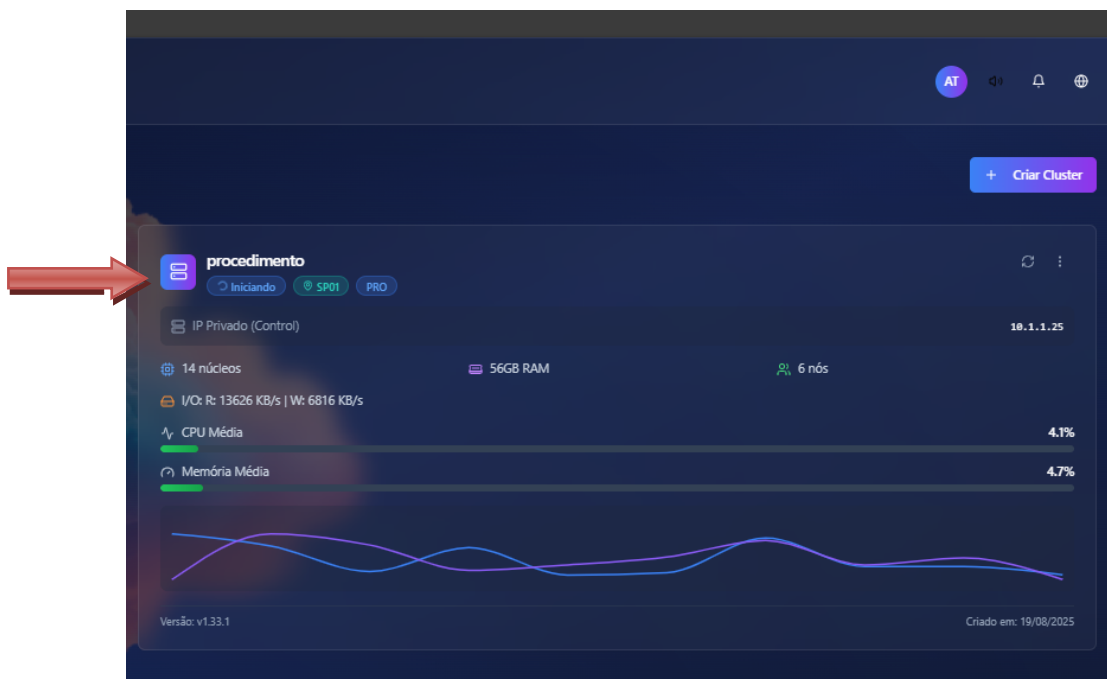 AT
+ Criar Cluster
procedimento
Iniciando SP01 PRO
IP Privado (Control) 10.1.1.25
14 núcleos 56GB RAM 6 nós
I/O: R: 13626 KB/s | W: 6816 KB/s
CPU Média 4.1%
Memória Média 4.7%
Versão: v1.33.1 Criado em: 19/08/2025